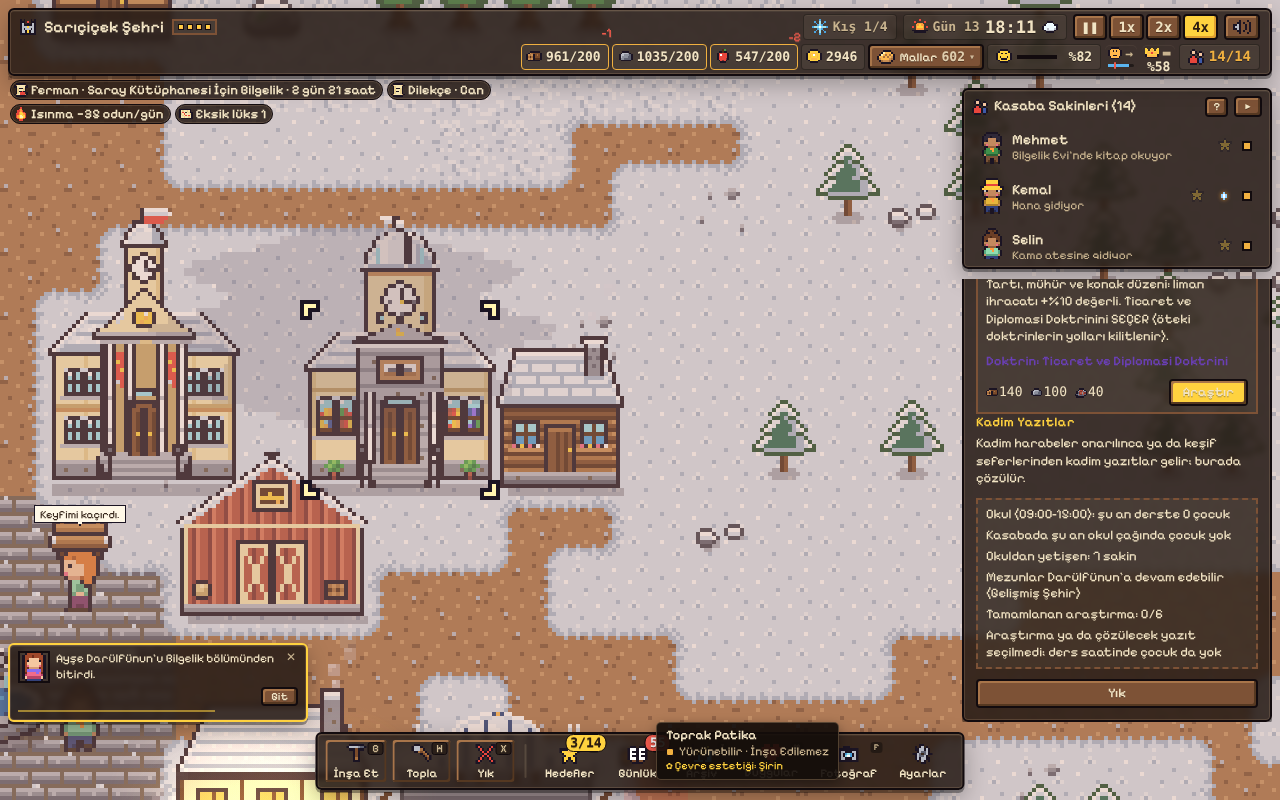 Sarıçiçek Şehri
-1
-8
Kış 1/4
Gün 13 18:11
1x
2x
4x
961/200
1035/200
547/200
2946
Mallar 602
%82
%58
14/14
Ferman · Saray Kütüphanesi İçin Bilgelik · 2 gün 21 saat
Dilekçe · Can
Isınma -38 odun/gün
Eksik lüks 1
Kasaba Sakinleri (14)
?
Mehmet
Bilgelik Evi'nde kitap okuyor
Kemal
Hana gidiyor
Selin
Kamp ateşine gidiyor
Tartı, mühür ve konak düzeni: liman
ihracatı +%10 değerli. Ticaret ve
Diplomasi Doktrinini SEÇER (öteki
doktrinlerin yolları kilitlenir).
Doktrin: Ticaret ve Diplomasi Doktrini
140
100
40
Araştır
Kadim Yazıtlar
Kadim harabeler onarılınca ya da keşif
seferlerinden kadim yazıtlar gelir; burada
çözülür.
Okul (09:00-18:00): şu an derste 0 çocuk
Kasabada şu an okul çağında çocuk yok
Okuldan yetişen: 7 sakin
Mezunlar Darülfünun'a devam edebilir
(Gelişmiş Şehir)
Tamamlanan araştırma: 0/6
Araştırma ya da çözülecek yazıt
seçilmedi; ders saatinde çocuk da yok
Yık
Keyfimi kaçırdı.
Ayşe Darülfünun'u Bilgelik bölümünden
bitirdi.
Git
Toprak Patika
Yürünebilir · İnşa Edilemez
Çevre estetiği: Şirin
İnşa Et
G
Topla
H
Yık
X
3/14
Hedefler
5
Günlük
F
Ayarlar